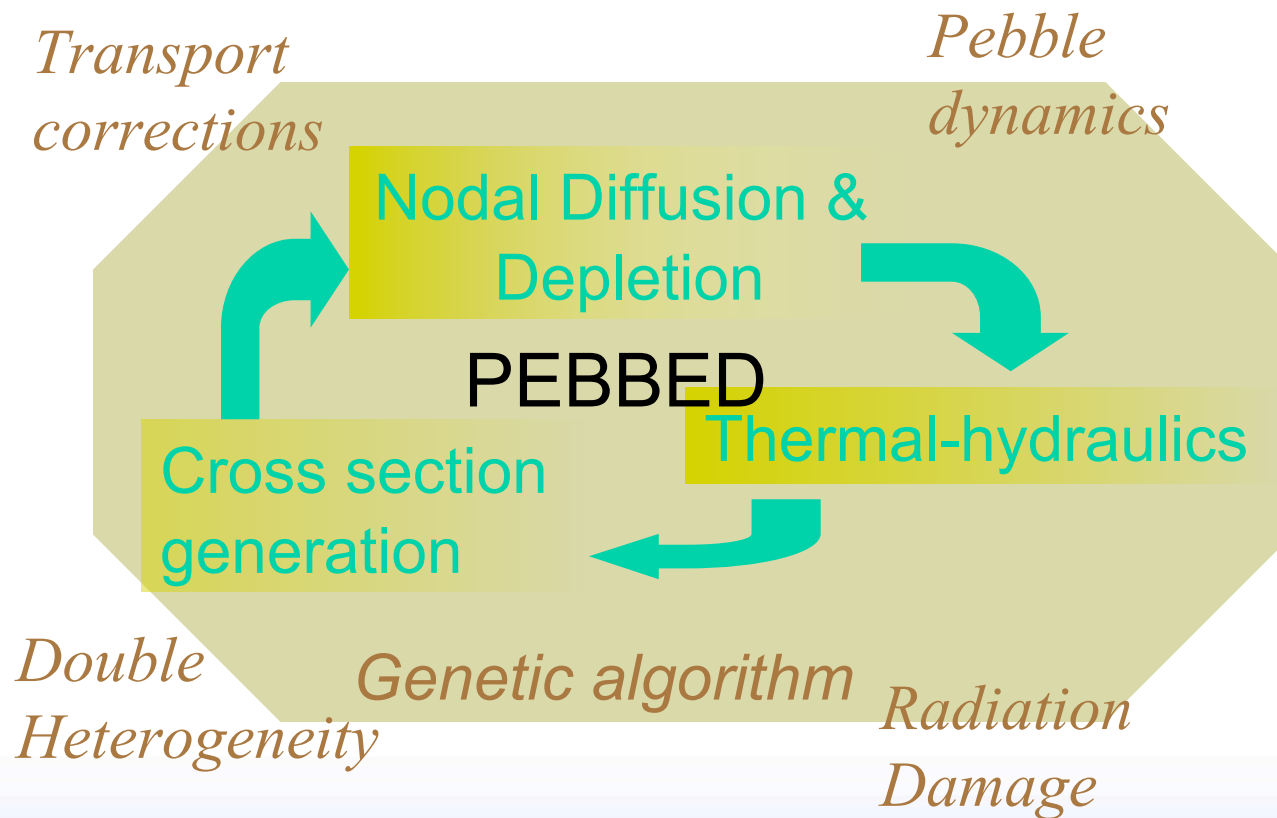 Transport
corrections
Pebble
dynamics
Nodal Diffusion &
Depletion
PEBBED
Thermal-hydraulics
Cross section
generation
Double
Heterogeneity
Genetic algorithm
Radiation
Damage